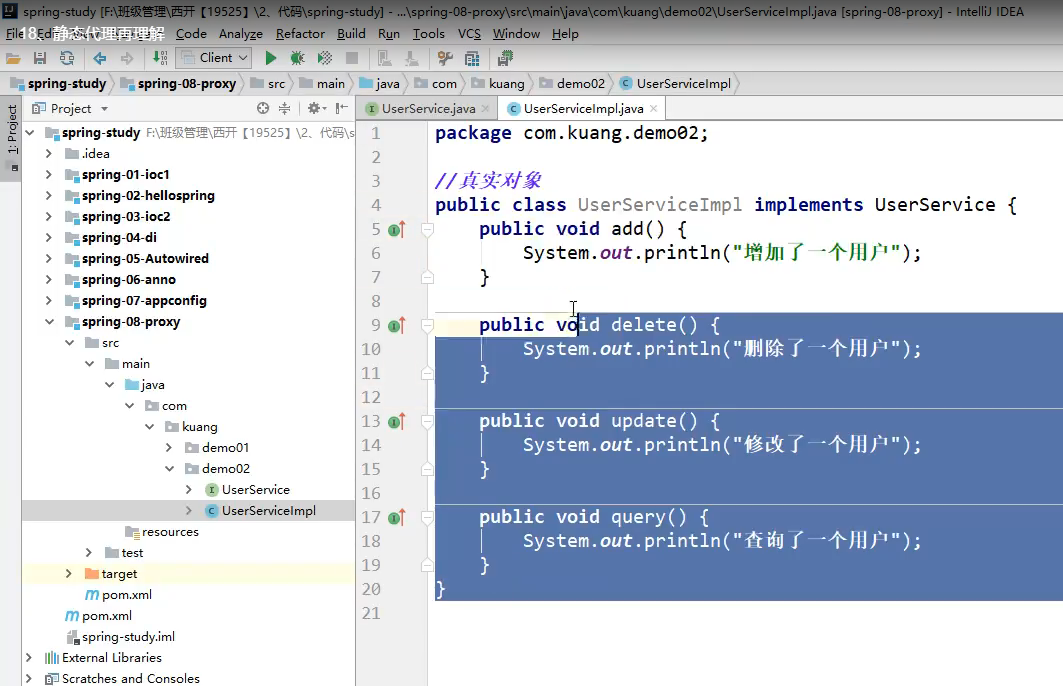 spring-study [F:\班级管理\西开【19525】\2、代码\spring-study] - ...\spring-08-proxy\src\main\java\com\kuang\demo02\UserServiceImpl.java [spring-08-proxy] - IntelliJ IDEA
18、静态代理再理解
Code Analyze Refactor Build Run Tools VCS Window Help
Client
spring-study spring-08-proxy src main java com kuang demo02 UserServiceImpl
1: Project
Project
UserService.java UserServiceImpl.java
spring-study F:\班级管理\西开【19525】\2、代码\s
.idea
spring-01-ioc1
spring-02-hellospring
spring-03-ioc2
spring-04-di
spring-05-Autowired
spring-06-anno
spring-07-appconfig
spring-08-proxy
src
main
java
com
kuang
demo01
demo02
UserService
UserServiceImpl
resources
test
target
pom.xml
pom.xml
spring-study.iml
External Libraries
Scratches and Consoles
1 package com.kuang.demo02;
2
3 //真实对象
4 public class UserServiceImpl implements UserService {
5 public void add() {
6 System.out.println("增加了一个用户");
7 }
8
9 public void delete() {
10 System.out.println("删除了一个用户");
11 }
12
13 public void update() {
14 System.out.println("修改了一个用户");
15 }
16
17 public void query() {
18 System.out.println("查询了一个用户");
19 }
20 }
21